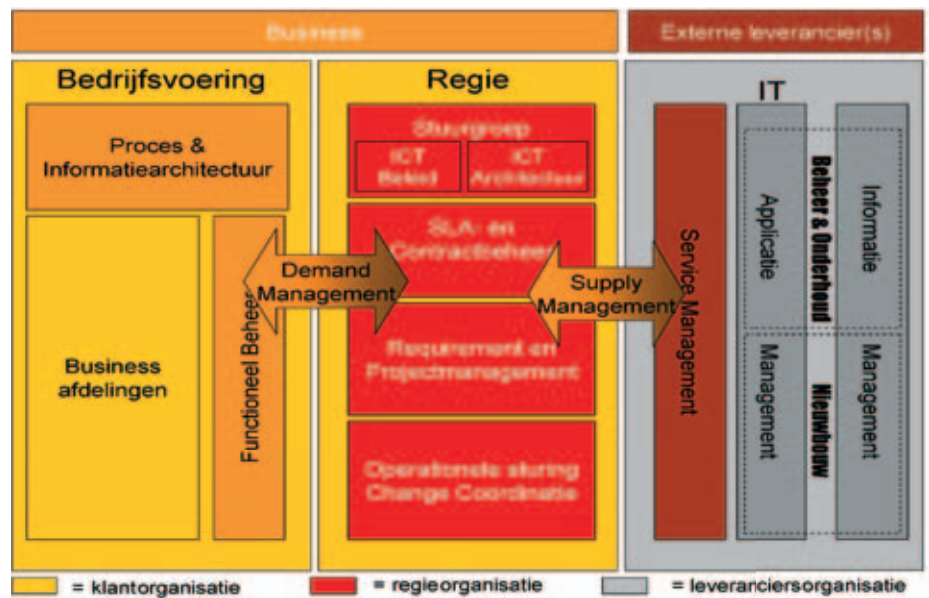 Business
Externe leverancier(s)
Bedrijfsvoering
Proces &
Informatiearchitectuur
Business
afdelingen
Functioneel Beheer
Demand
Management
Regie
Stuurgroep
ICT
Beleid
ICT
Architectuur
SLA- en
Contractbeheer
Requirement en
Projectmanagement
Operationele sturing
Change Coordinatie
Supply
Management
IT
Service Management
Applicatie
Management
Beheer & Onderhoud
Nieuwbouw
Informatie
Management
= klantorganisatie
= regieorganisatie
= leveranciersorganisatie